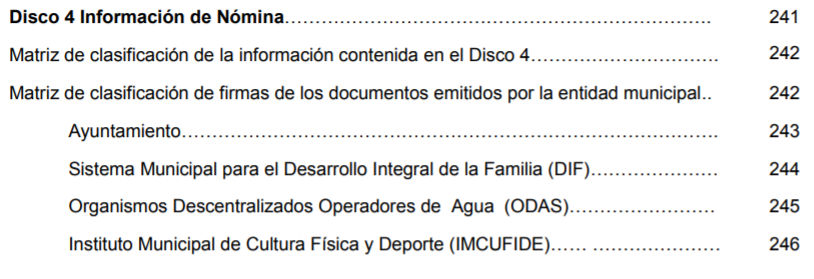 Disco 4 Información de Nómina…………………………………………………………………. 241
Matriz de clasificación de la información contenida en el Disco 4…………………………. 242
Matriz de clasificación de firmas de los documentos emitidos por la entidad municipal.. 242
Ayuntamiento………………………………………………………………………………. 243
Sistema Municipal para el Desarrollo Integral de la Familia (DIF)………………… 244
Organismos Descentralizados Operadores de  Agua  (ODAS)…………………… 245
Instituto Municipal de Cultura Física y Deporte (IMCUFIDE)…… ………………… 246